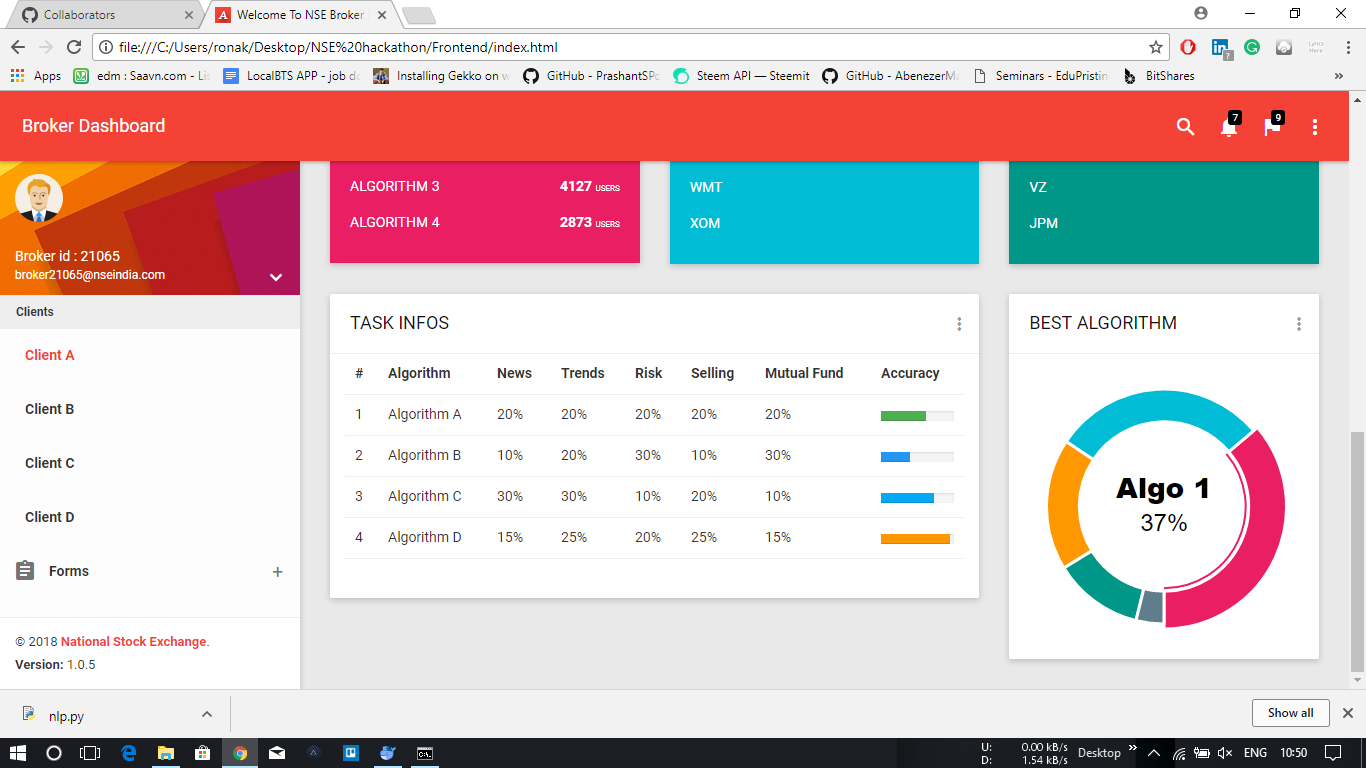 Collaborators
Welcome To NSE Broker
file:///C:/Users/ronak/Desktop/NSE%20hackathon/Frontend/index.html
Apps
edm : Saavn.com - Lis
LocalBTS APP - job de
Installing Gekko on w
GitHub - PrashantSPo
Steem API — Steemit
GitHub - AbenezerMa
Seminars - EduPristin
BitShares
Broker Dashboard
7
9
Broker id : 21065
broker21065@nseindia.com
Clients
Client A
Client B
Client C
Client D
Forms
© 2018 National Stock Exchange.
Version: 1.0.5
ALGORITHM 3 4127 USERS
ALGORITHM 4 2873 USERS
WMT
XOM
VZ
JPM
TASK INFOS
# Algorithm News Trends Risk Selling Mutual Fund Accuracy
1 Algorithm A 20% 20% 20% 20% 20%
2 Algorithm B 10% 20% 30% 10% 30%
3 Algorithm C 30% 30% 10% 20% 10%
4 Algorithm D 15% 25% 20% 25% 15%
BEST ALGORITHM
Algo 1
37%
nlp.py
Show all
U: 0.00 kB/s
D: 1.54 kB/s
Desktop
ENG
10:50